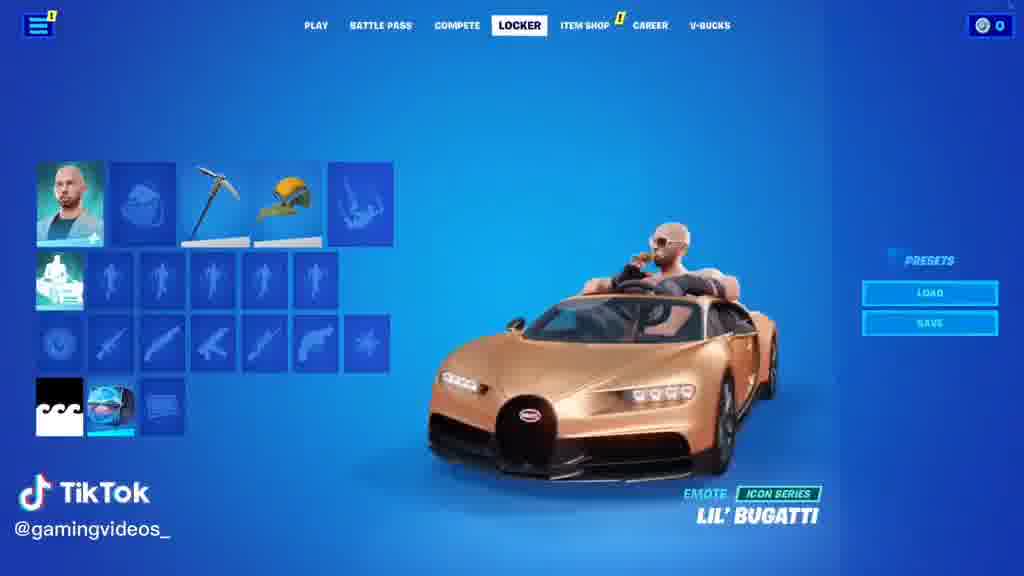 PLAY
BATTLE PASS
COMPETE
LOCKER
ITEM SHOP
!
CAREER
V-BUCKS
!
0
PRESETS
LOAD
SAVE
EMOTE
ICON SERIES
LIL' BUGATTI
TikTok
@gamingvideos_